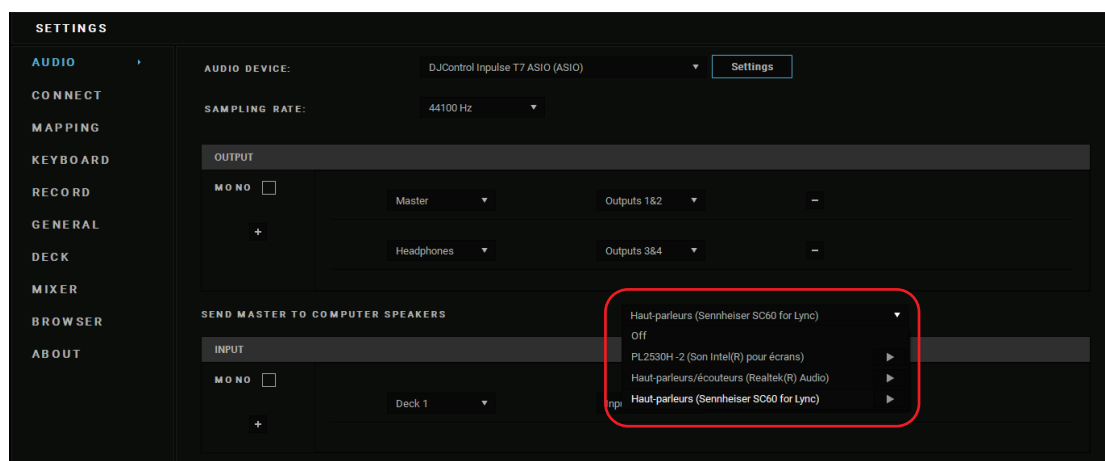 SETTINGS
AUDIO
CONNECT
MAPPING
KEYBOARD
RECORD
GENERAL
DECK
MIXER
BROWSER
ABOUT
AUDIO DEVICE: DJControl Inpulse T7 ASIO (ASIO) Settings
SAMPLING RATE: 44100 Hz
OUTPUT
MONO
+
Master Outputs 1&2 –
Headphones Outputs 3&4 –
SEND MASTER TO COMPUTER SPEAKERS Haut-parleurs (Sennheiser SC60 for Lync)
Off
PL2530H -2 (Son Intel(R) pour écrans)
Haut-parleurs/écouteurs (Realtek(R) Audio)
Haut-parleurs (Sennheiser SC60 for Lync)
INPUT
MONO
+
Deck 1 Inp